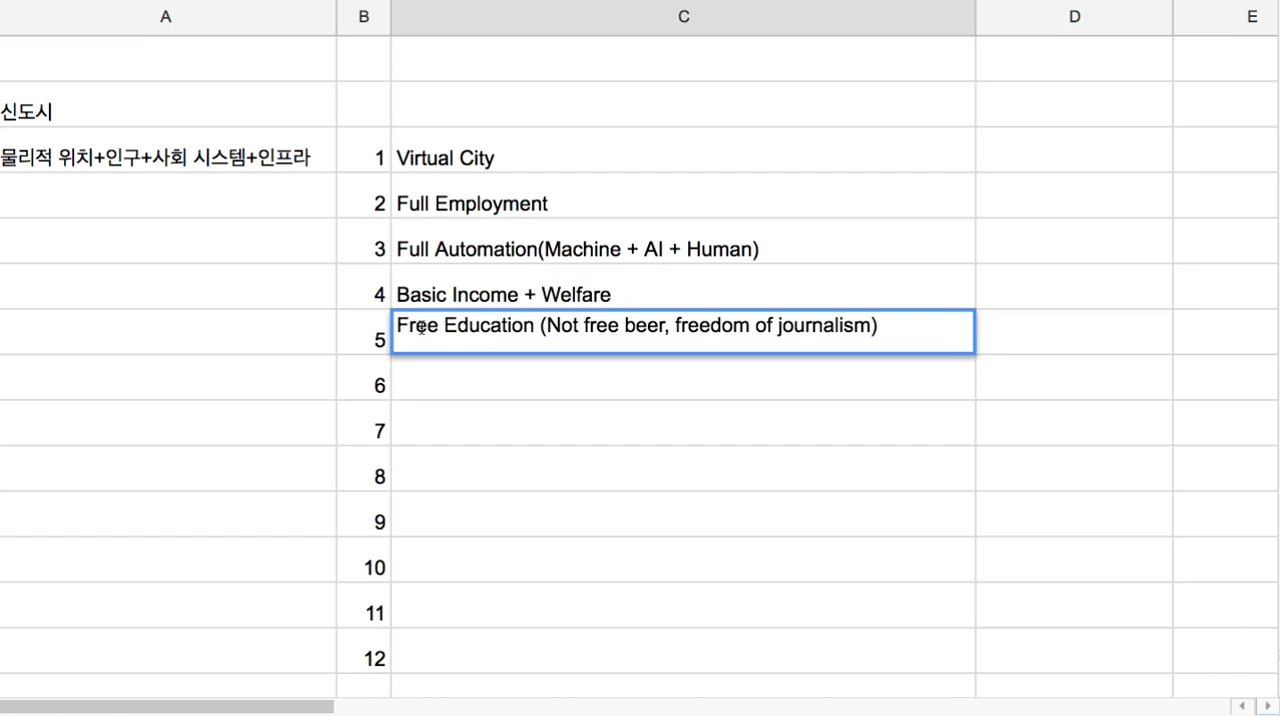 A B C D E
신도시
물리적 위치+인구+사회 시스템+인프라 1 Virtual City
2 Full Employment
3 Full Automation(Machine + AI + Human)
4 Basic Income + Welfare
5 Free Education (Not free beer, freedom of journalism)
6
7
8
9
10
11
12